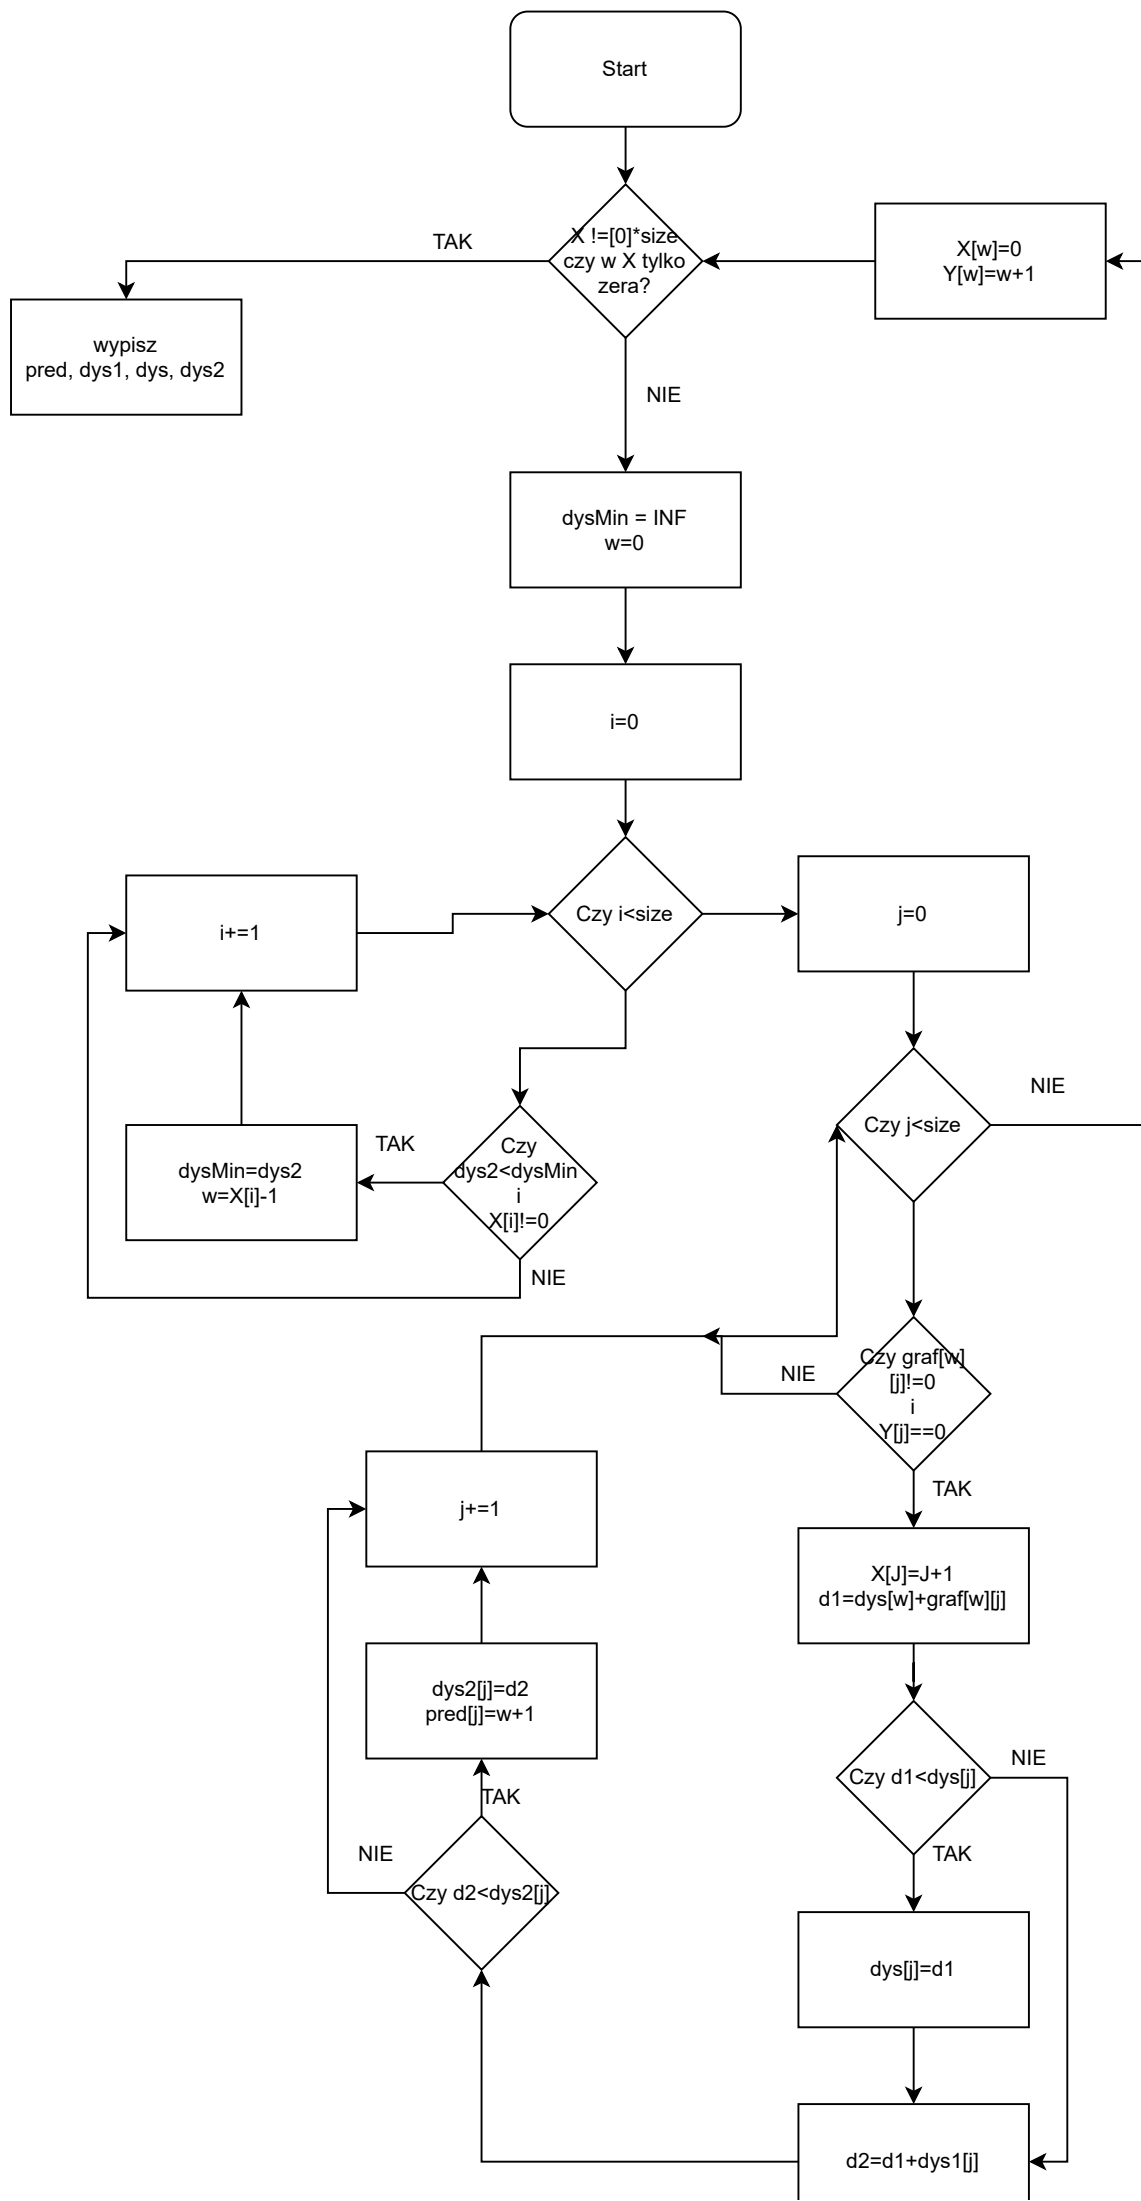 Start
X !=[0]*size
czy w X tylko
zera?
TAK
X[w]=0
Y[w]=w+1
wypisz
pred, dys1, dys, dys2
NIE
dysMin = INF
w=0
i=0
Czy i<size
j=0
i+=1
Czy j<size
NIE
Czy
dys2<dysMin
i
X[i]!=0
TAK
dysMin=dys2
w=X[i]-1
NIE
Czy graf[w]
[j]!=0
i
Y[j]==0
NIE
TAK
j+=1
X[J]=J+1
d1=dys[w]+graf[w][j]
dys2[j]=d2
pred[j]=w+1
Czy d1<dys[j]
NIE
TAK
TAK
NIE
Czy d2<dys2[j]
dys[j]=d1
d2=d1+dys1[j]